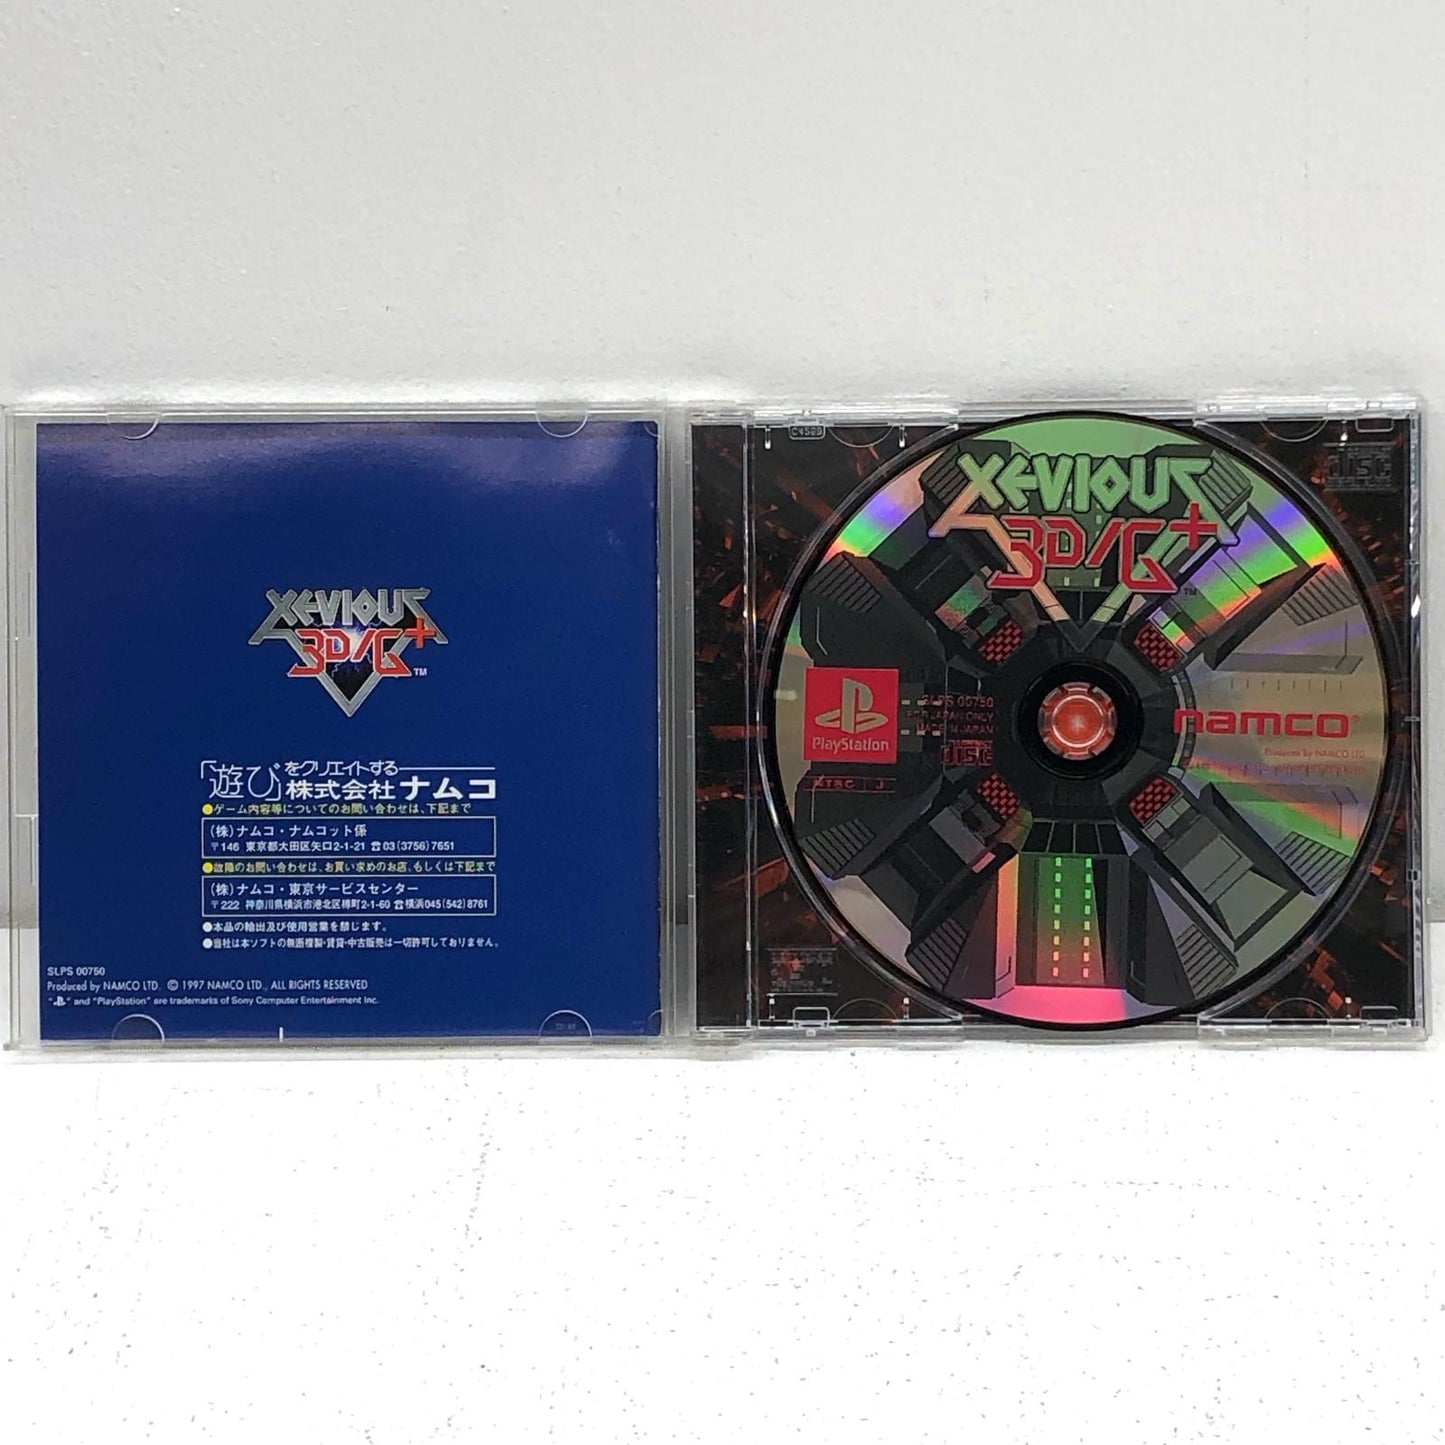 XEVIOUS
3D/G+
TM
「遊び」をクリエイトする
株式会社ナムコ
●ゲーム内容等についてのお問い合わせは、下記まで
(株)ナムコ・ナムコット係
〒146 東京都大田区矢口2-1-21 ☎03(3756)7651
●故障のお問い合わせは、お買い求めのお店、もしくは下記まで
(株)ナムコ・東京サービスセンター
〒222 神奈川県横浜市港北区樽町2-1-60 ☎横浜045(542)8761
●本品の輸出及び使用営業を禁じます。
●当社は本ソフトの無断複製・賃貸・中古販売は一切許可しておりません。
SLPS 00750
Produced by NAMCO LTD. © 1997 NAMCO LTD., ALL RIGHTS RESERVED
"PS" and "PlayStation" are trademarks of Sony Computer Entertainment Inc.
XEVIOUS
3D/G+
TM
PlayStation
SLPS 00750
FOR JAPAN ONLY
MADE IN JAPAN
disc
namco®
Produced by NAMCO LTD.
NTSC J
disc